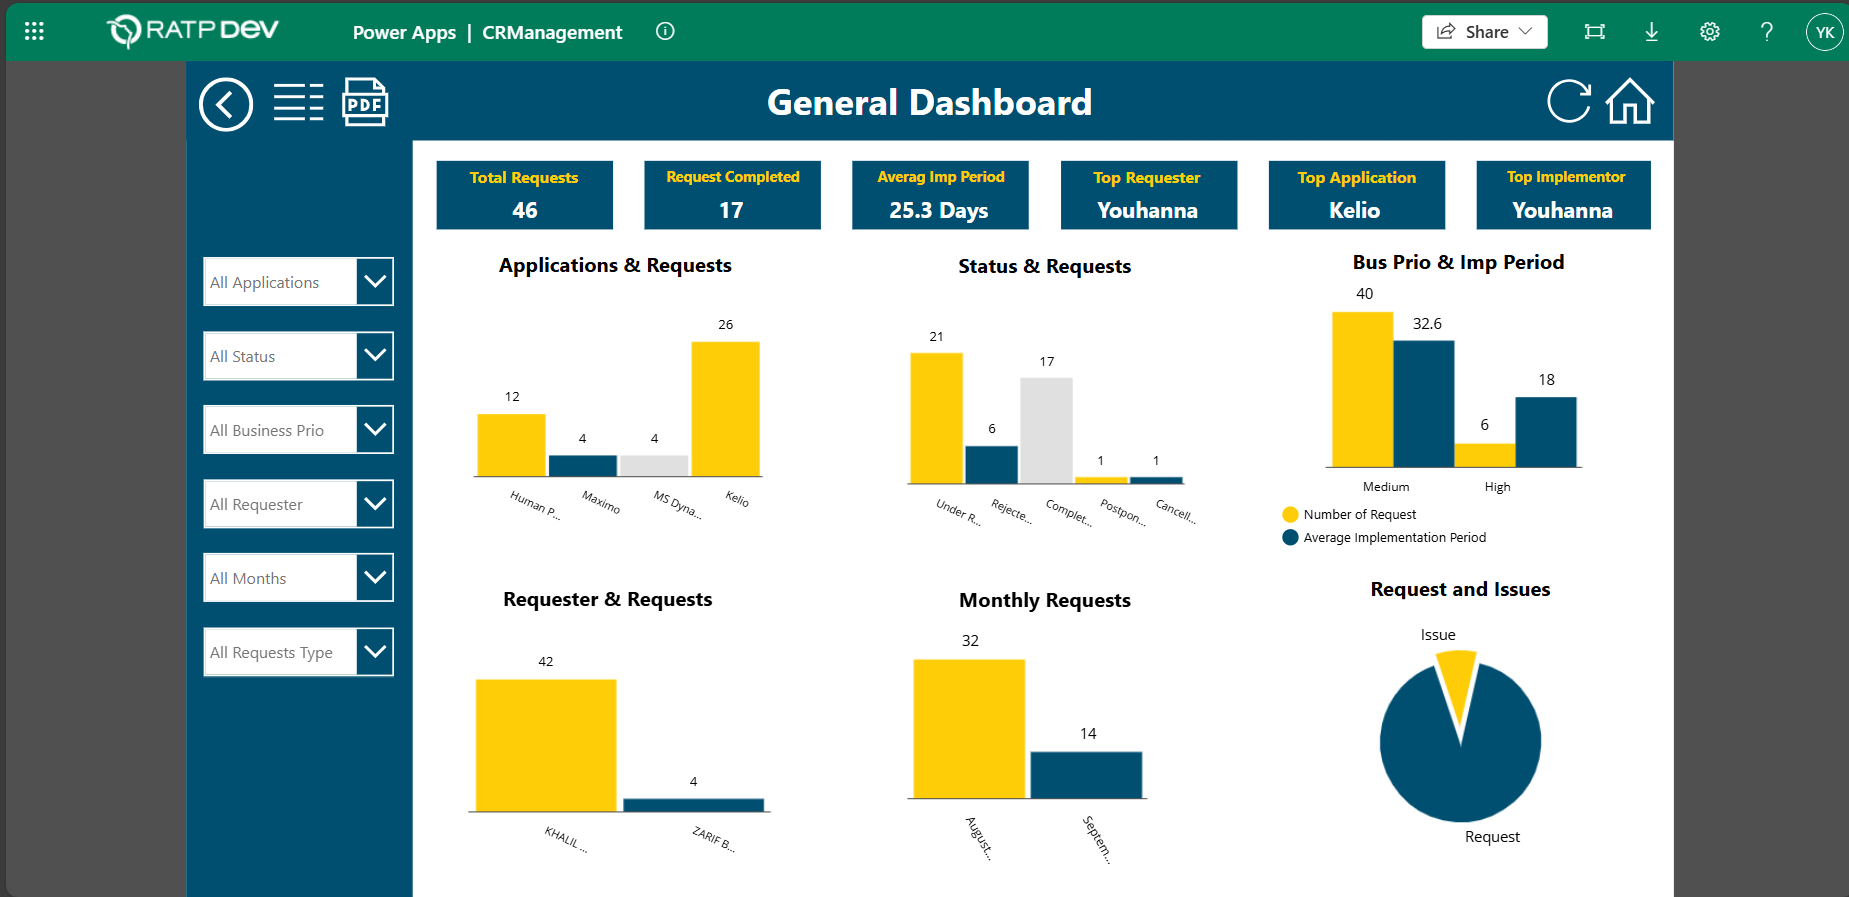 RATP DEV
Power Apps | CRManagement
Share
?
YK
PDF
General Dashboard
Total Requests
46
Request Completed
17
Averag Imp Period
25.3 Days
Top Requester
Youhanna
Top Application
Kelio
Top Implementor
Youhanna
All Applications
All Status
All Business Prio
All Requester
All Months
All Requests Type
Applications & Requests
12
4
4
26
Human P...
Maximo
MS Dyna...
Kelio
Status & Requests
21
6
17
1
1
Under R...
Rejecte...
Complet...
Postpon...
Cancell...
Bus Prio & Imp Period
40
32.6
6
18
Medium
High
Number of Request
Average Implementation Period
Requester & Requests
42
4
KHALIL ...
ZARIF B...
Monthly Requests
32
14
August...
Septem...
Request and Issues
Issue
Request